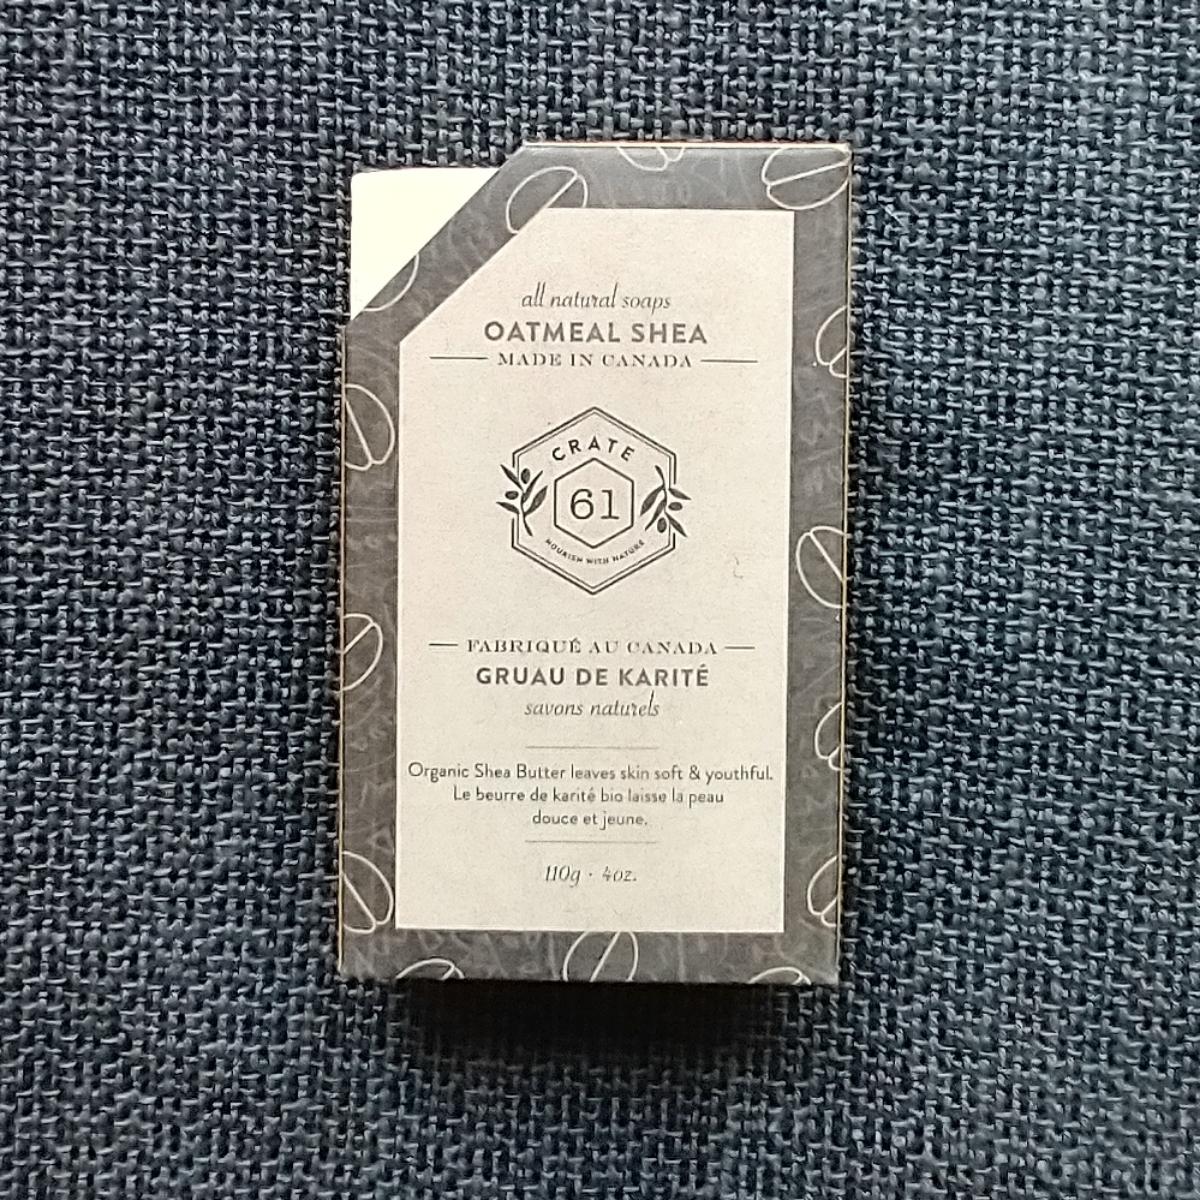 all natural soaps
OATMEAL SHEA
MADE IN CANADA
CRATE
61
NOURISH WITH NATURE
FABRIQUÉ AU CANADA
GRUAU DE KARITÉ
savons naturels
Organic Shea Butter leaves skin soft & youthful.
Le beurre de karité bio laisse la peau
douce et jeune.
110g · 4oz.